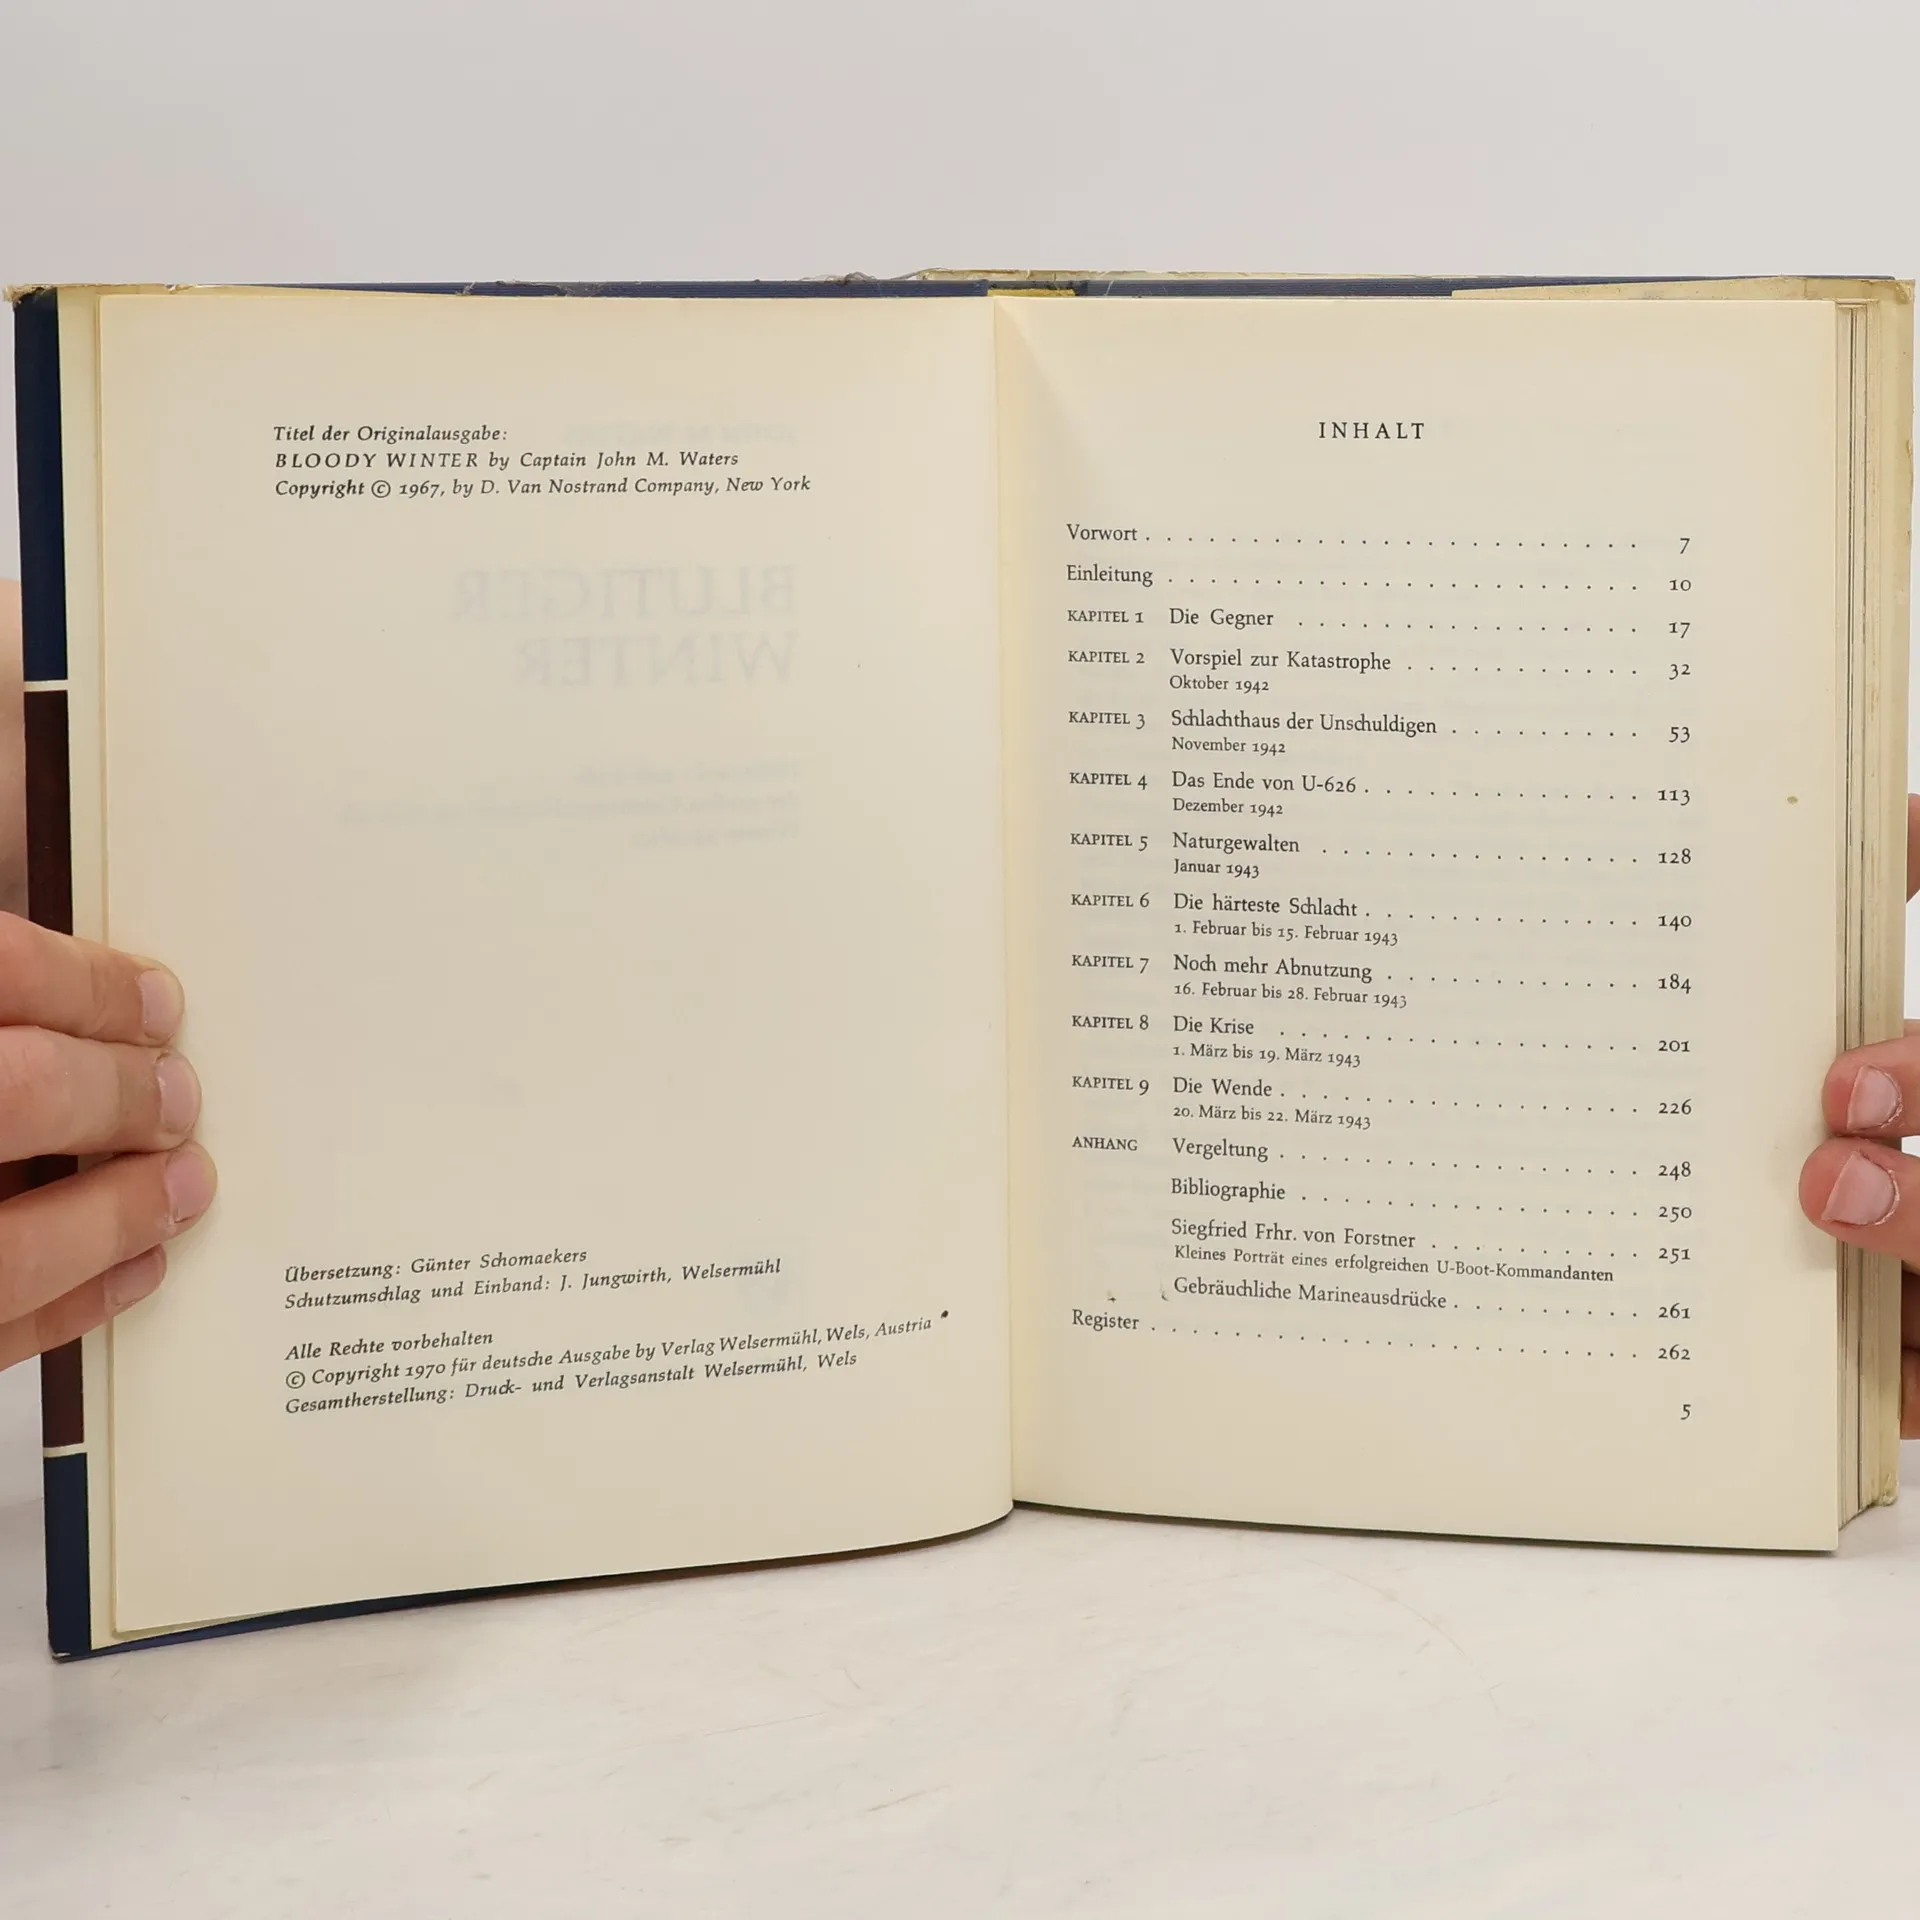 Titel der Originalausgabe:
BLOODY WINTER by Captain John M. Waters
Copyright © 1967, by D. Van Nostrand Company, New York
BLUTIGER
WINTER
Übersetzung: Günter Schomaekers
Schutzumschlag und Einband: J. Jungwirth, Welsermühl
Alle Rechte vorbehalten
© Copyright 1970 für deutsche Ausgabe by Verlag Welsermühl, Wels, Austria
Gesamtherstellung: Druck- und Verlagsanstalt Welsermühl, Wels
INHALT
Vorwort . . . . . . . . . . . . . . . . . . . . . . . 7
Einleitung . . . . . . . . . . . . . . . . . . . . . . 10
KAPITEL 1 Die Gegner . . . . . . . . . . . . . . . . 17
KAPITEL 2 Vorspiel zur Katastrophe . . . . . . . . . . . 32
Oktober 1942
KAPITEL 3 Schlachthaus der Unschuldigen . . . . . . . . . 53
November 1942
KAPITEL 4 Das Ende von U-626 . . . . . . . . . . . . . 113
Dezember 1942
KAPITEL 5 Naturgewalten . . . . . . . . . . . . . . . 128
Januar 1943
KAPITEL 6 Die härteste Schlacht . . . . . . . . . . . . . 140
1. Februar bis 15. Februar 1943
KAPITEL 7 Noch mehr Abnutzung . . . . . . . . . . . . 184
16. Februar bis 28. Februar 1943
KAPITEL 8 Die Krise . . . . . . . . . . . . . . . . . 201
1. März bis 19. März 1943
KAPITEL 9 Die Wende . . . . . . . . . . . . . . . . . 226
20. März bis 22. März 1943
ANHANG Vergeltung . . . . . . . . . . . . . . . . . 248
Bibliographie . . . . . . . . . . . . . . . . 250
Siegfried Frhr. von Forstner . . . . . . . . . . 251
Kleines Porträt eines erfolgreichen U-Boot-Kommandanten
Gebräuchliche Marineausdrücke . . . . . . . . . 261
Register . . . . . . . . . . . . . . . . . . . . . . . 262
5